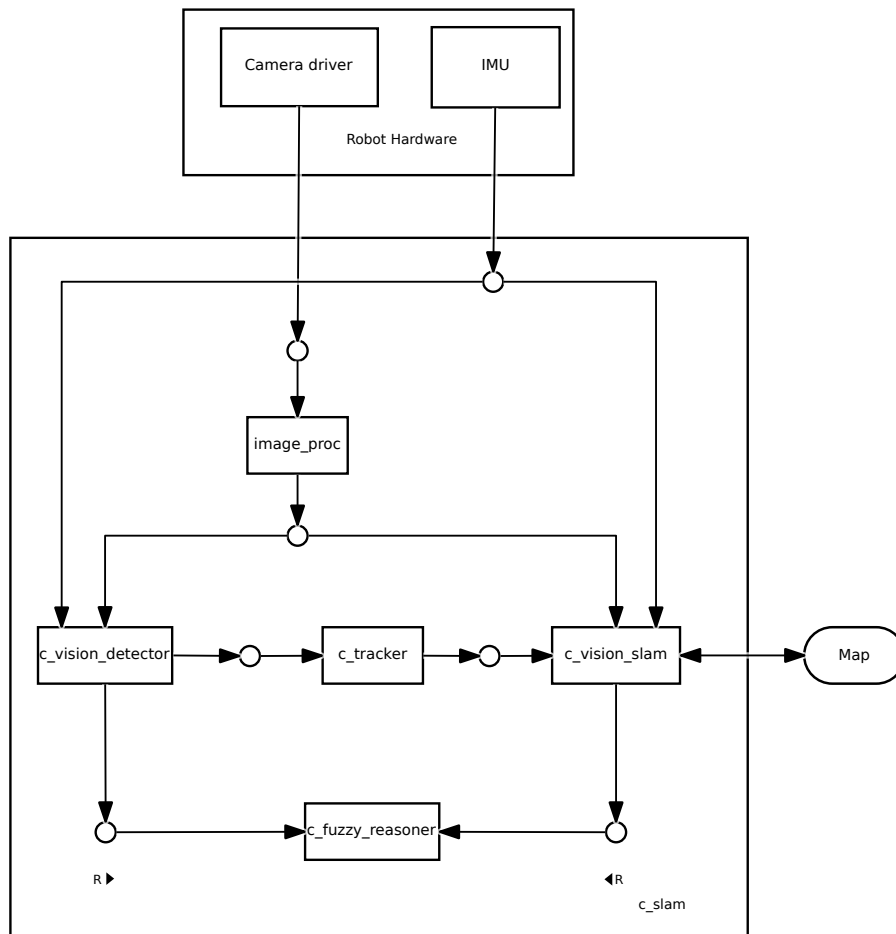 Camera driver
IMU
Robot Hardware
image_proc
c_vision_detector
c_tracker
c_vision_slam
Map
c_fuzzy_reasoner
R
R
c_slam